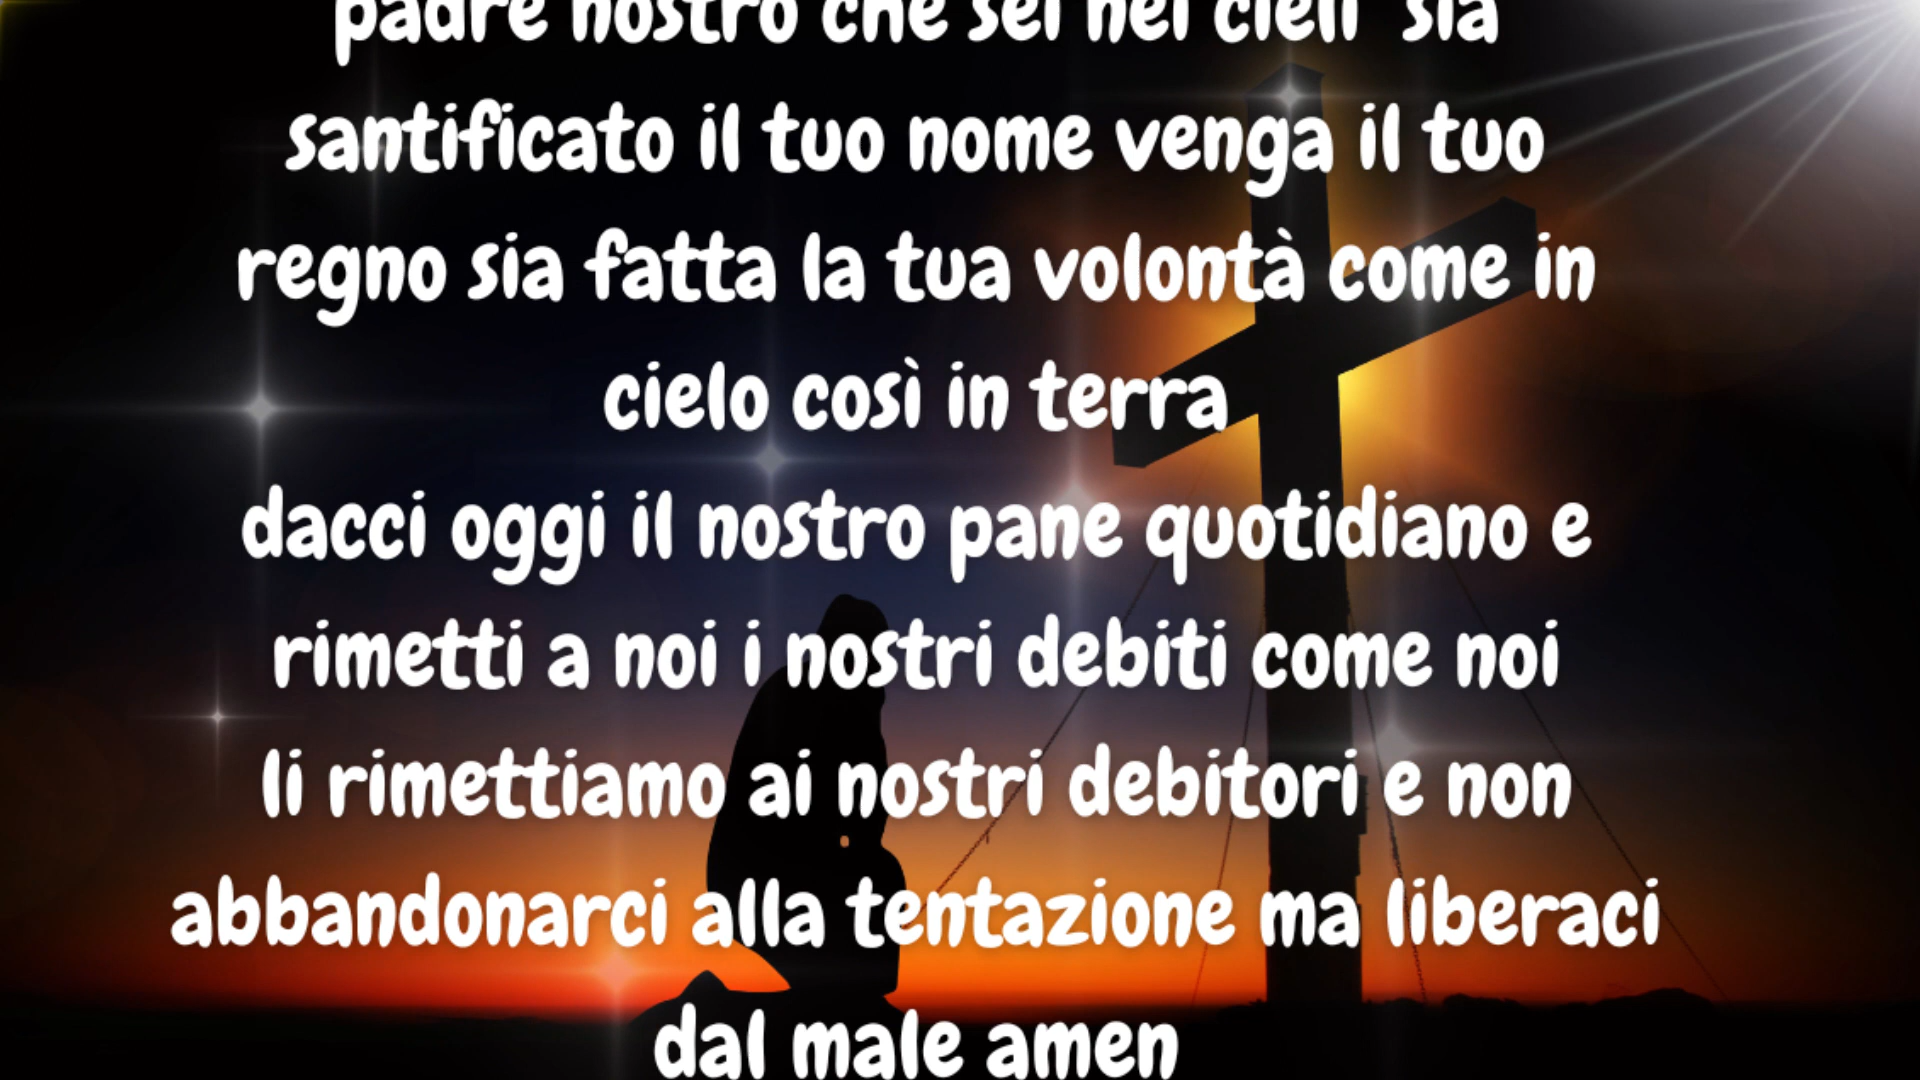 padre nostro che sei nei cieli sia
santificato il tuo nome venga il tuo
regno sia fatta la tua volontà come in
cielo così in terra
dacci oggi il nostro pane quotidiano e
rimetti a noi i nostri debiti come noi
li rimettiamo ai nostri debitori e non
abbandonarci alla tentazione ma liberaci
dal male amen